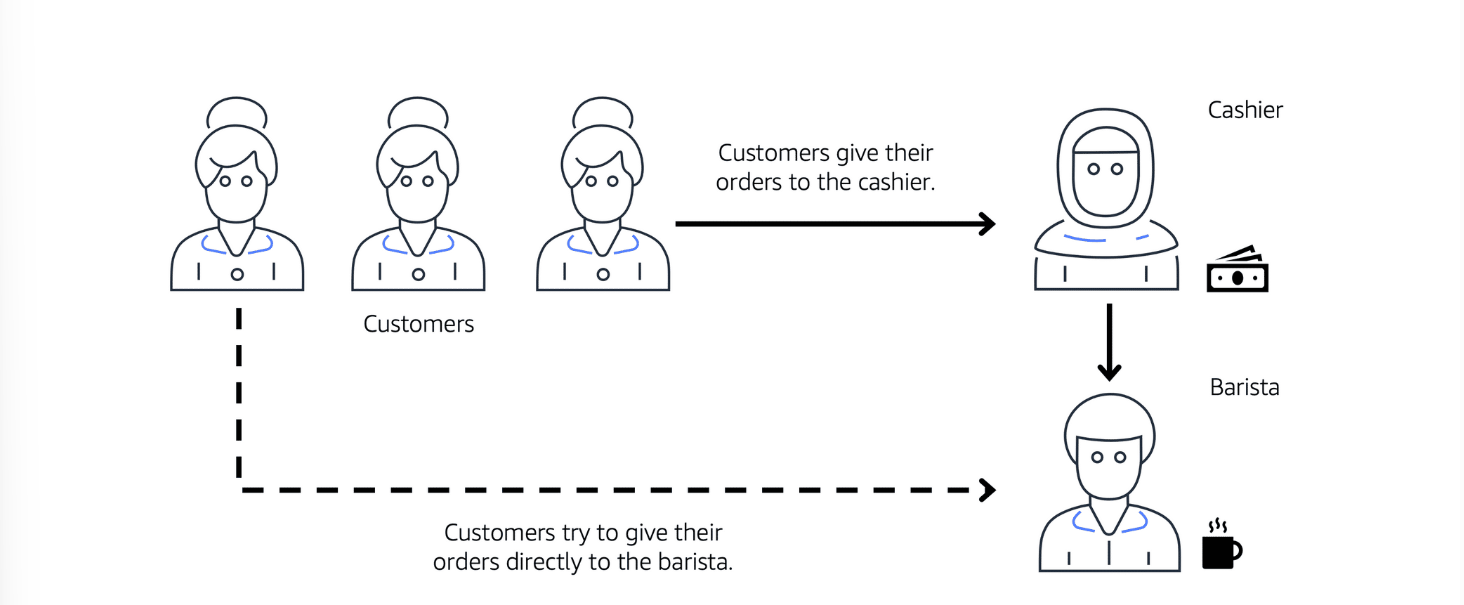 Cashier
Customers give their
orders to the cashier.
Customers
Barista
Customers try to give their
orders directly to the barista.